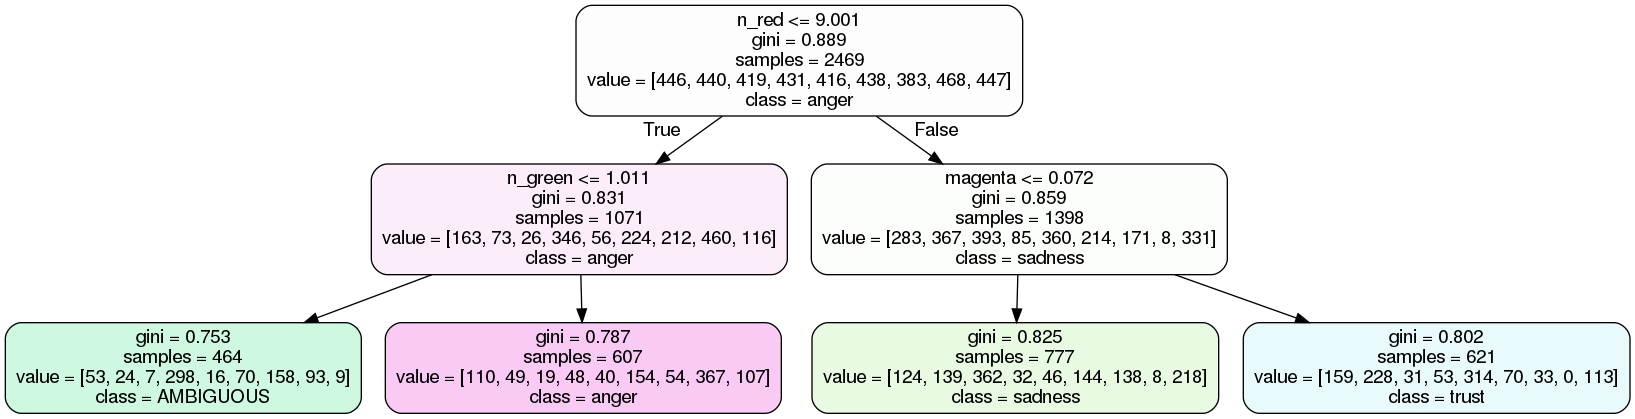 n_red <= 9.001
gini = 0.889
samples = 2469
value = [446, 440, 419, 431, 416, 438, 383, 468, 447]
class = anger
True
False
n_green <= 1.011
gini = 0.831
samples = 1071
value = [163, 73, 26, 346, 56, 224, 212, 460, 116]
class = anger
magenta <= 0.072
gini = 0.859
samples = 1398
value = [283, 367, 393, 85, 360, 214, 171, 8, 331]
class = sadness
gini = 0.753
samples = 464
value = [53, 24, 7, 298, 16, 70, 158, 93, 9]
class = AMBIGUOUS
gini = 0.787
samples = 607
value = [110, 49, 19, 48, 40, 154, 54, 367, 107]
class = anger
gini = 0.825
samples = 777
value = [124, 139, 362, 32, 46, 144, 138, 8, 218]
class = sadness
gini = 0.802
samples = 621
value = [159, 228, 31, 53, 314, 70, 33, 0, 113]
class = trust